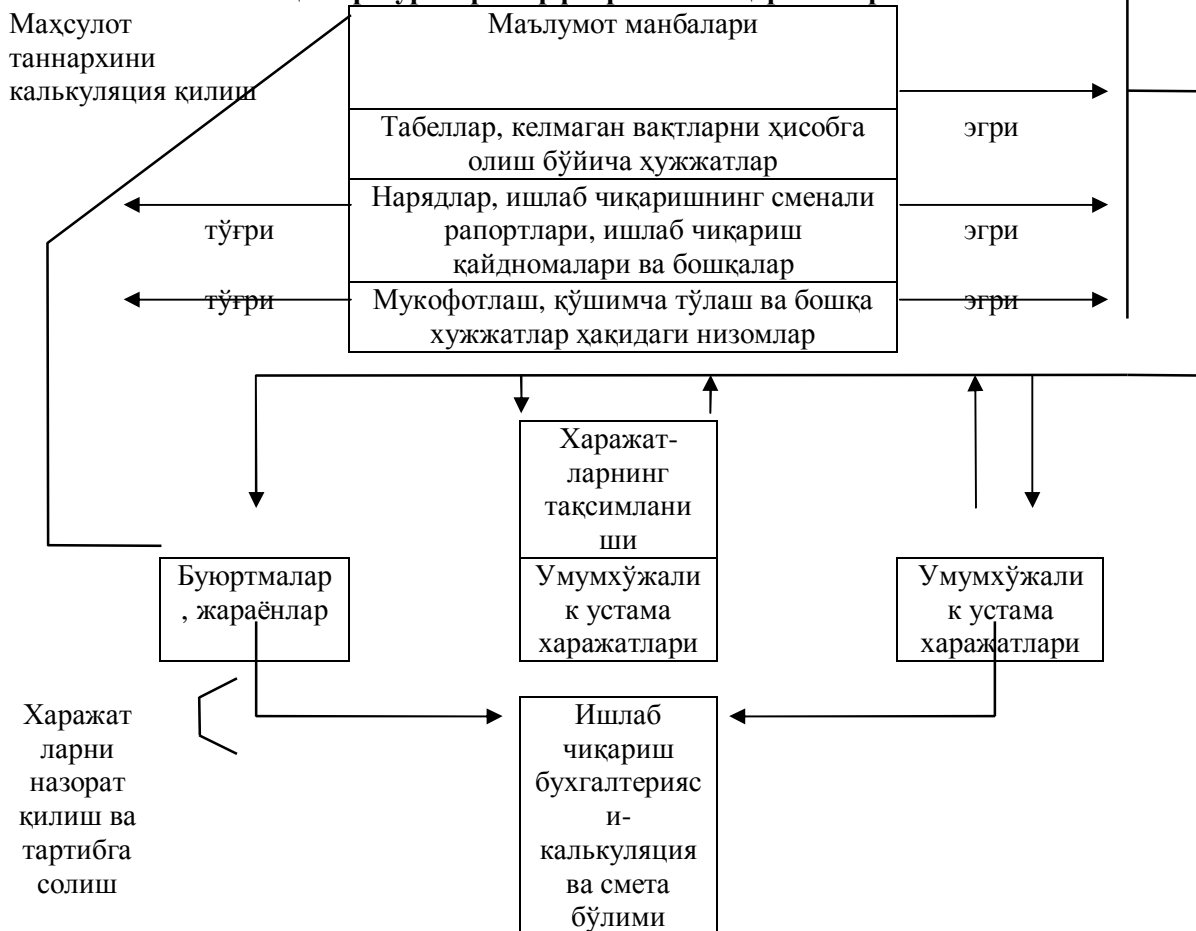 Маҳсулот
таннархини
калькуляция қилиш
Маълумот манбалари
Табеллар, келмаган вақтларни ҳисобга
олиш бўйича ҳужжатлар
эгри
Нарядлар, ишлаб чиқаришнинг сменали
рапортлари, ишлаб чиқариш
қайдномалари ва бошқалар
тўғри
эгри
Мукофотлаш, қўшимча тўлаш ва бошқа
хужжатлар ҳақидаги низомлар
тўғри
эгри
Харажат-
ларнинг
тақсимлани
ши
Буюртмалар
, жараёнлар
Умумхўжали
к устама
харажатлари
Умумхўжали
к устама
харажатлари
Харажат
ларни
назорат
қилиш ва
тартибга
солиш
Ишлаб
чиқариш
бухгалтерияс
и-
калькуляция
ва смета
бўлими